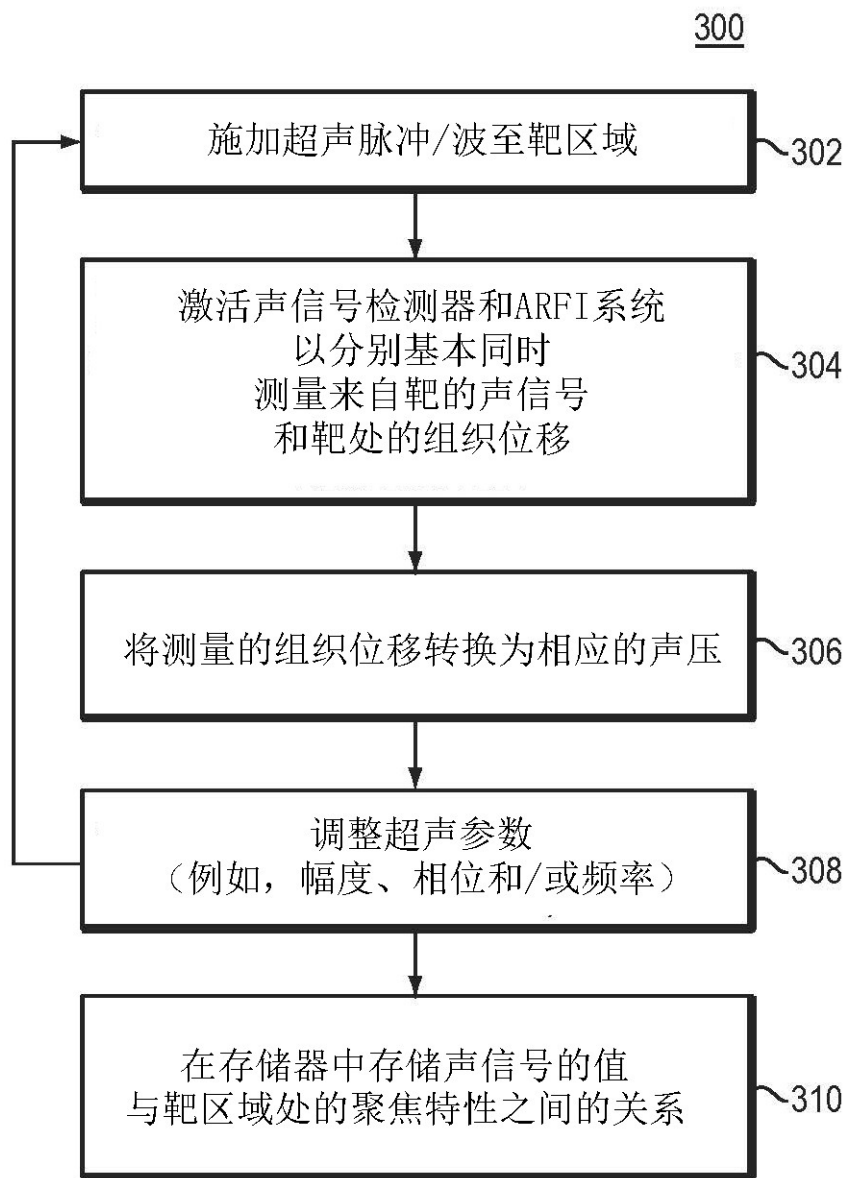 300
施加超声脉冲/波至靶区域
302
激活声信号检测器和ARFI系统
以分别基本同时
测量来自靶的声信号
和靶处的组织位移
304
将测量的组织位移转换为相应的声压
306
调整超声参数
（例如，幅度、相位和/或频率）
308
在存储器中存储声信号的值
与靶区域处的聚焦特性之间的关系
310